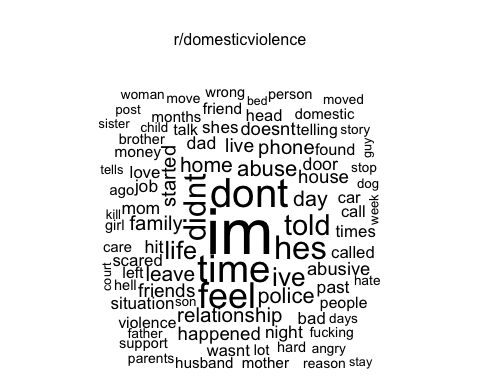 r/domesticviolence
woman move wrong bed person moved
post months friend head domestic
sister child talk shes doesnt telling story
brother dad live phone found guy
money home abuse door stop
tells love started house dog
ago job didnt dont day car week
kill mom call
girl family im told times
care hit life hes called
scared time ive abusive
court left leave past hate
hell friends feel police people
situation son relationship bad days
violence happened night fucking
father
support wasnt lot hard angry
parents husband mother reason stay